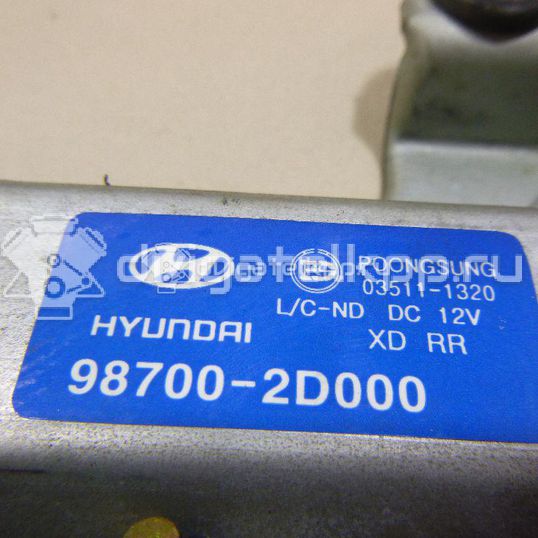 POONGSUNG
03511-1320
L/C-ND DC 12V
HYUNDAI
XD RR
98700-2D000